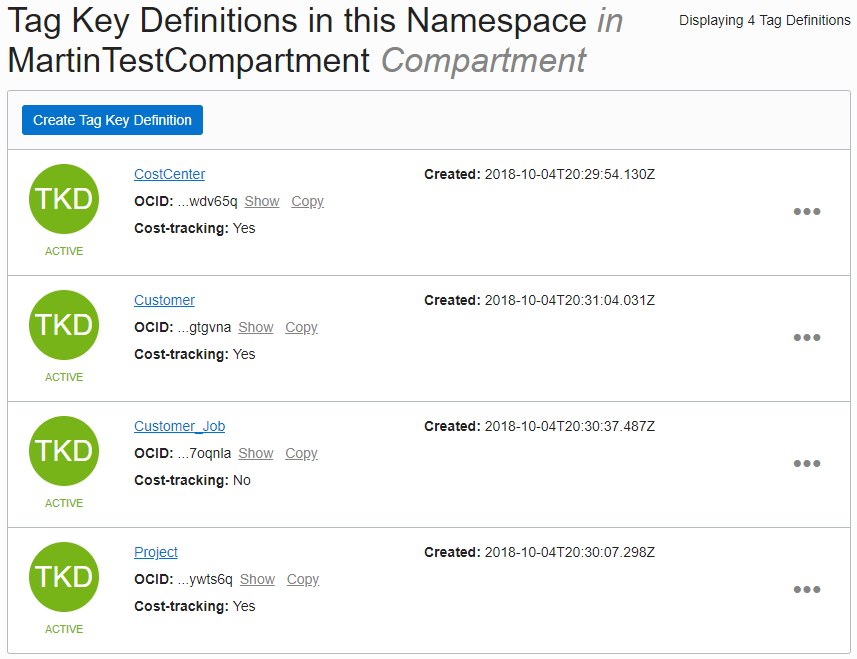 Tag Key Definitions in this Namespace in
MartinTestCompartment Compartment
Displaying 4 Tag Definitions
Create Tag Key Definition
TKD
ACTIVE
CostCenter
OCID: ...wdv65q Show Copy
Cost-tracking: Yes
Created: 2018-10-04T20:29:54.130Z
TKD
ACTIVE
Customer
OCID: ...gtgvna Show Copy
Cost-tracking: Yes
Created: 2018-10-04T20:31:04.031Z
TKD
ACTIVE
Customer_Job
OCID: ...7oqnla Show Copy
Cost-tracking: No
Created: 2018-10-04T20:30:37.487Z
TKD
ACTIVE
Project
OCID: ...ywts6q Show Copy
Cost-tracking: Yes
Created: 2018-10-04T20:30:07.298Z